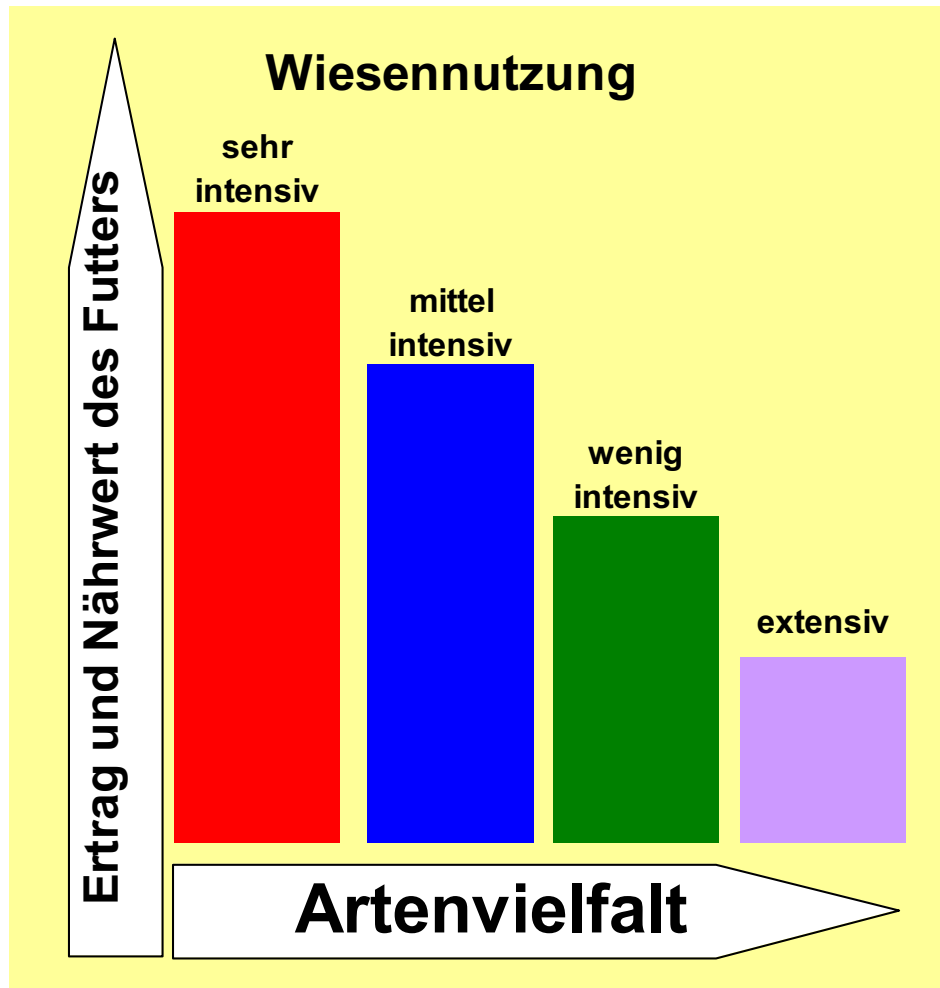 Wiesennutzung
sehr
intensiv
mittel
intensiv
wenig
intensiv
extensiv
Ertrag und Nährwert des Futters
Artenvielfalt